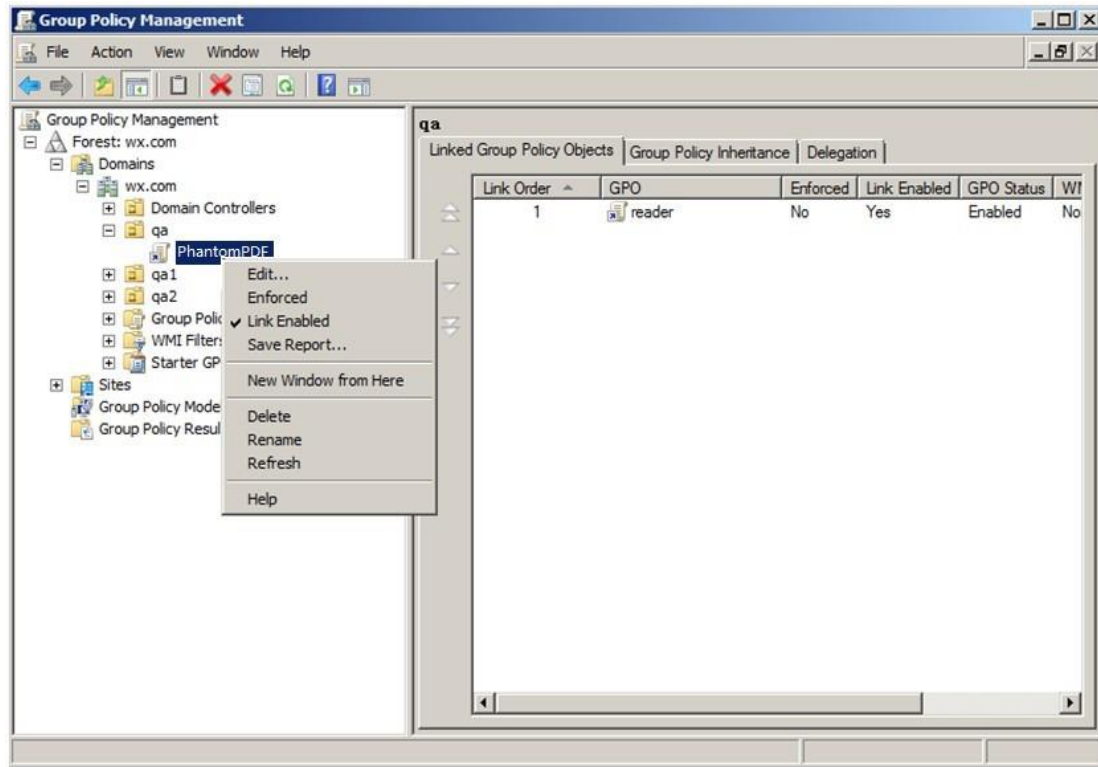 Group Policy Management
File Action View Window Help
Group Policy Management
Forest: wx.com
Domains
wx.com
Domain Controllers
qa
PhantomPDF
qa1
qa2
Group Polic
WMI Filter
Starter GP
Sites
Group Policy Mode
Group Policy Resul
Edit...
Enforced
Link Enabled
Save Report...
New Window from Here
Delete
Rename
Refresh
Help
qa
Linked Group Policy Objects Group Policy Inheritance Delegation
Link Order GPO Enforced Link Enabled GPO Status WM
1 reader No Yes Enabled No